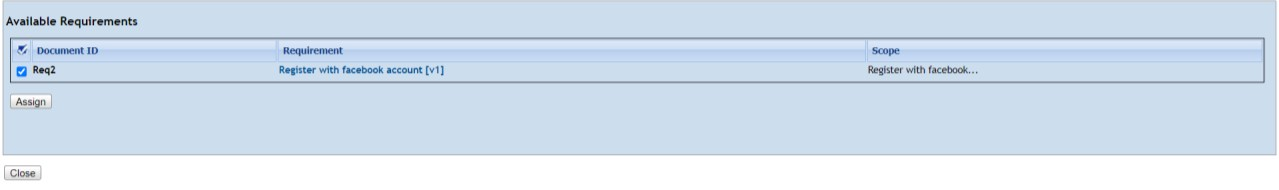 Available Requirements
Document ID Requirement Scope
Req2 Register with facebook account [v1] Register with facebook...
Assign
Close